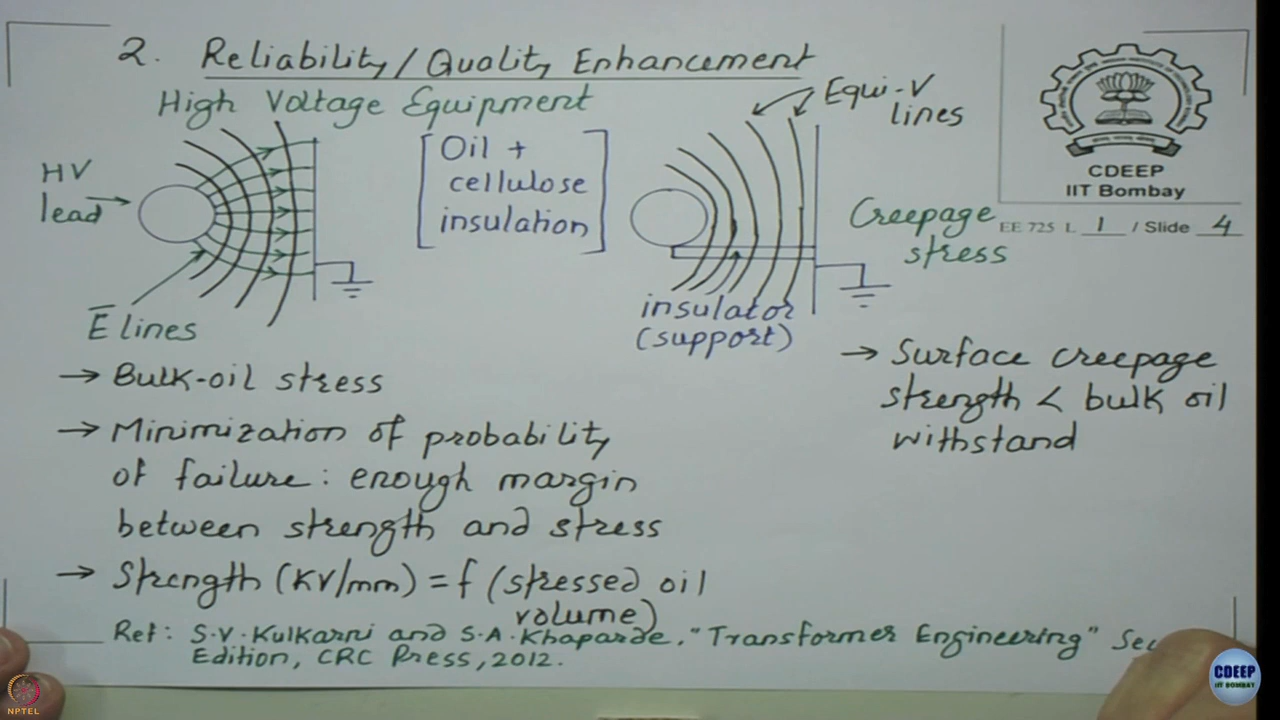 2. Reliability/Quality Enhancement
High Voltage Equipment
HV
lead
E lines
[Oil +
cellulose
insulation]
Equi-V
lines
Creepage
stress
insulator
(support)
→ Bulk-oil stress
→ Minimization of probability
of failure: enough margin
between strength and stress
→ Strength (KV/mm) = f (stressed oil
volume)
→ Surface creepage
strength < bulk oil
withstand
Ref: S.V. Kulkarni and S.A. Khaparde, "Transformer Engineering"
Edition, CRC Press, 2012.
CDEEP
IIT Bombay
EE 725 L 1 / Slide 4
NPTEL
CDEEP
IIT BOMBAY